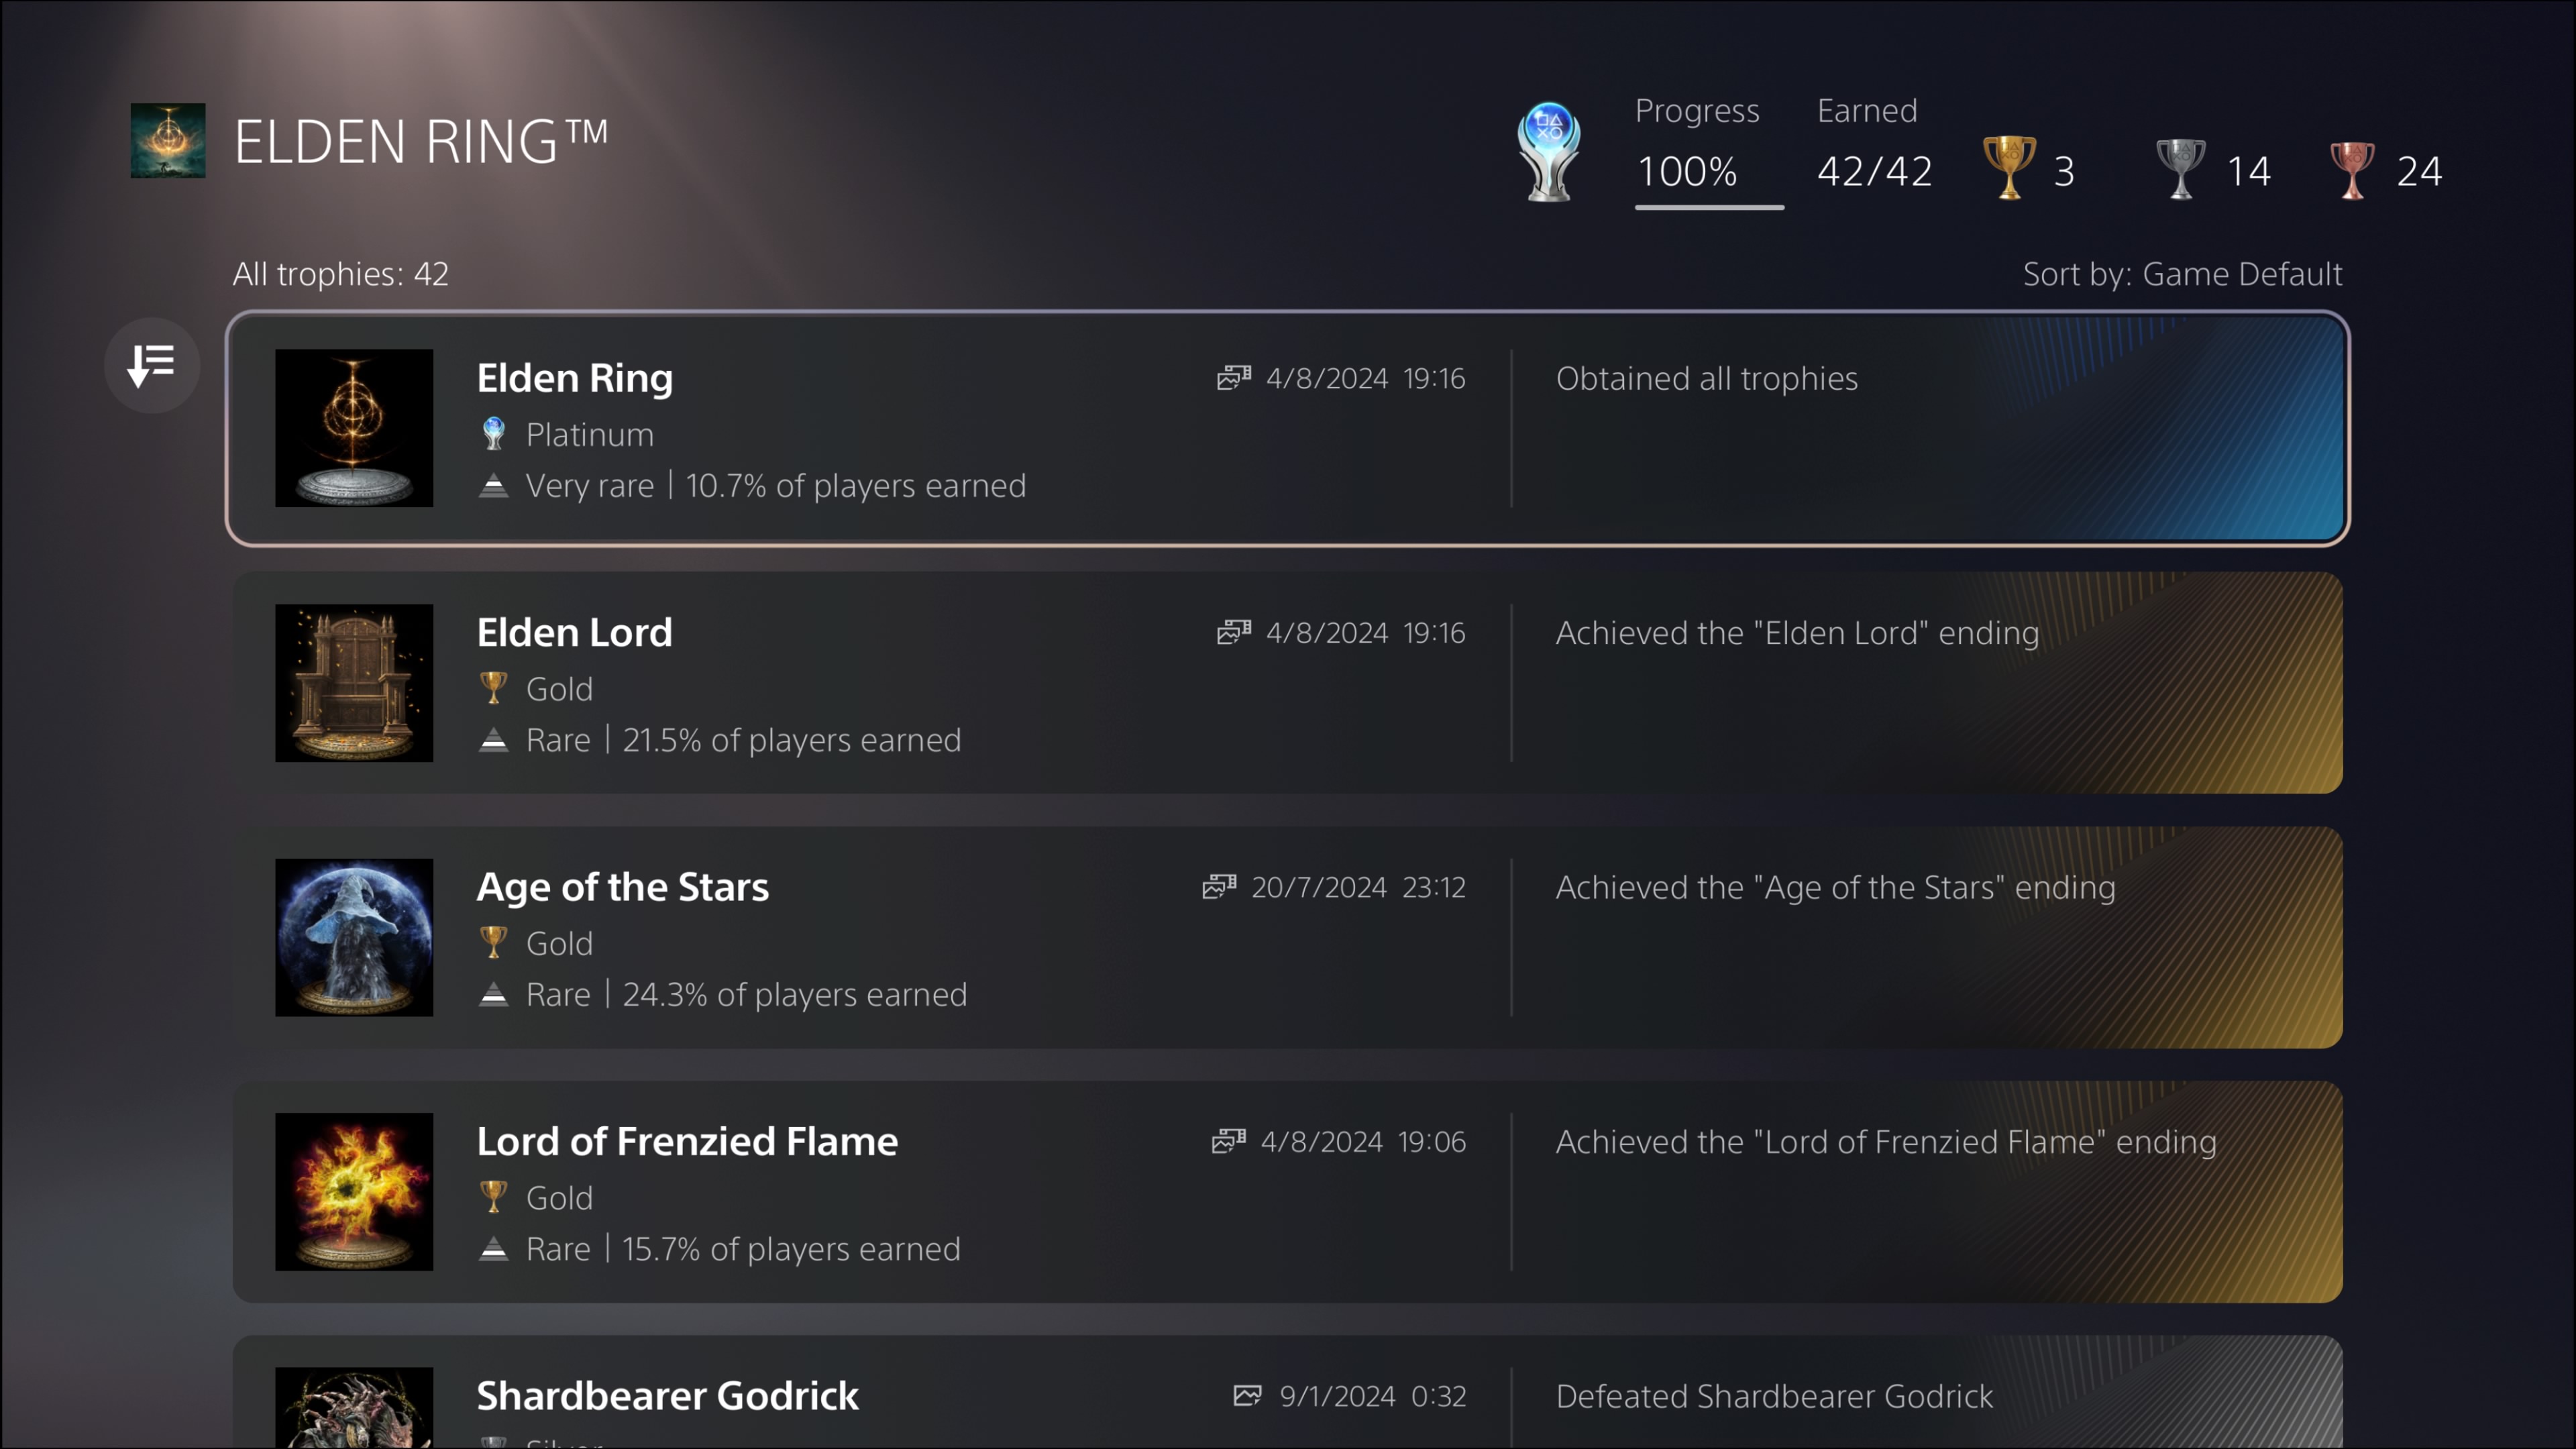 ELDEN RING™
Progress
Earned
100%
42/42
3
14
24
All trophies: 42
Sort by: Game Default
Elden Ring
4/8/2024 19:16
Obtained all trophies
Platinum
Very rare | 10.7% of players earned
Elden Lord
4/8/2024 19:16
Achieved the "Elden Lord" ending
Gold
Rare | 21.5% of players earned
Age of the Stars
20/7/2024 23:12
Achieved the "Age of the Stars" ending
Gold
Rare | 24.3% of players earned
Lord of Frenzied Flame
4/8/2024 19:06
Achieved the "Lord of Frenzied Flame" ending
Gold
Rare | 15.7% of players earned
Shardbearer Godrick
9/1/2024 0:32
Defeated Shardbearer Godrick
Silver